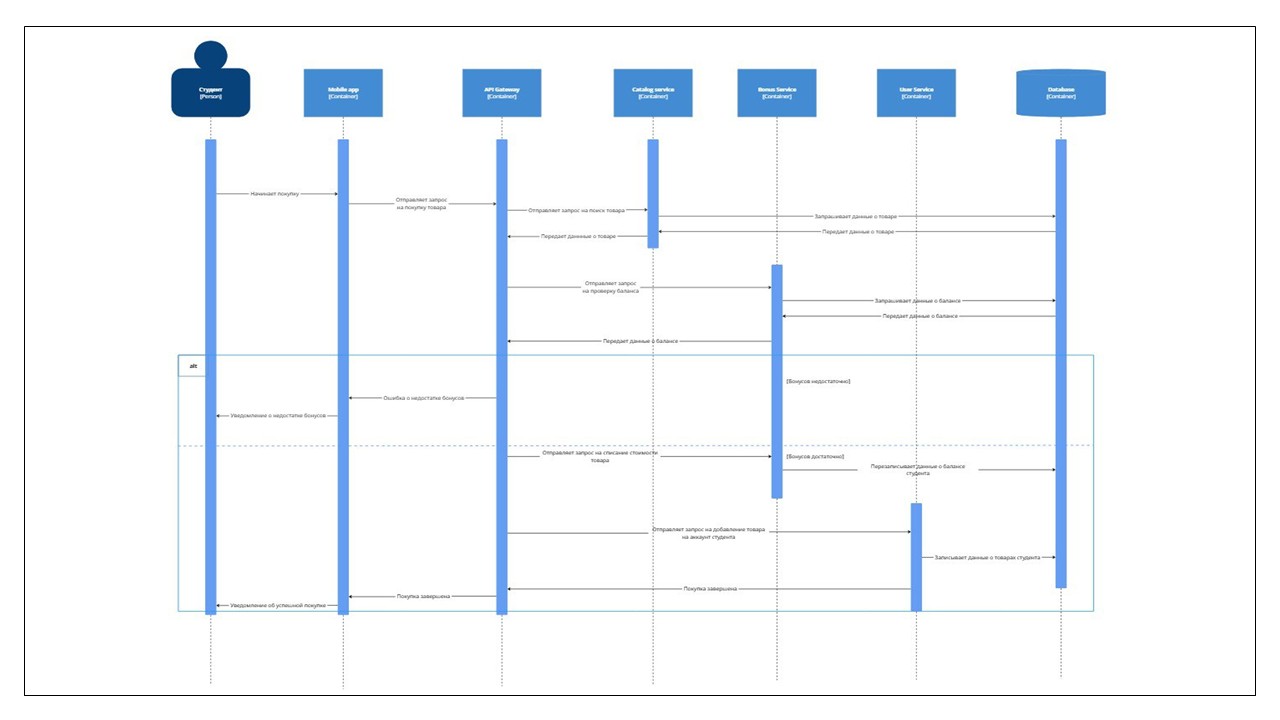 Студент
[Person]
Mobile app
[Container]
API Gateway
[Container]
Catalog service
[Container]
Bonus Service
[Container]
User Service
[Container]
Database
[Container]
Начинает покупку
Отправляет запрос
на покупку товара
Отправляет запрос на поиск товара
Запрашивает данные о товаре
Передает данные о товаре
Передает данные о товаре
Отправляет запрос
на проверку баланса
Запрашивает данные о балансе
Передает данные о балансе
Передает данные о балансе
alt
[Бонусов недостаточно]
Ошибка о недостатке бонусов
Уведомление о недостатке бонусов
Отправляет запрос на списание стоимости
товара
[Бонусов достаточно]
Перезаписывает данные о балансе
студента
Отправляет запрос на добавление товара
на аккаунт студента
Записывает данные о товарах студента
Покупка завершена
Покупка завершена
Уведомление об успешной покупке